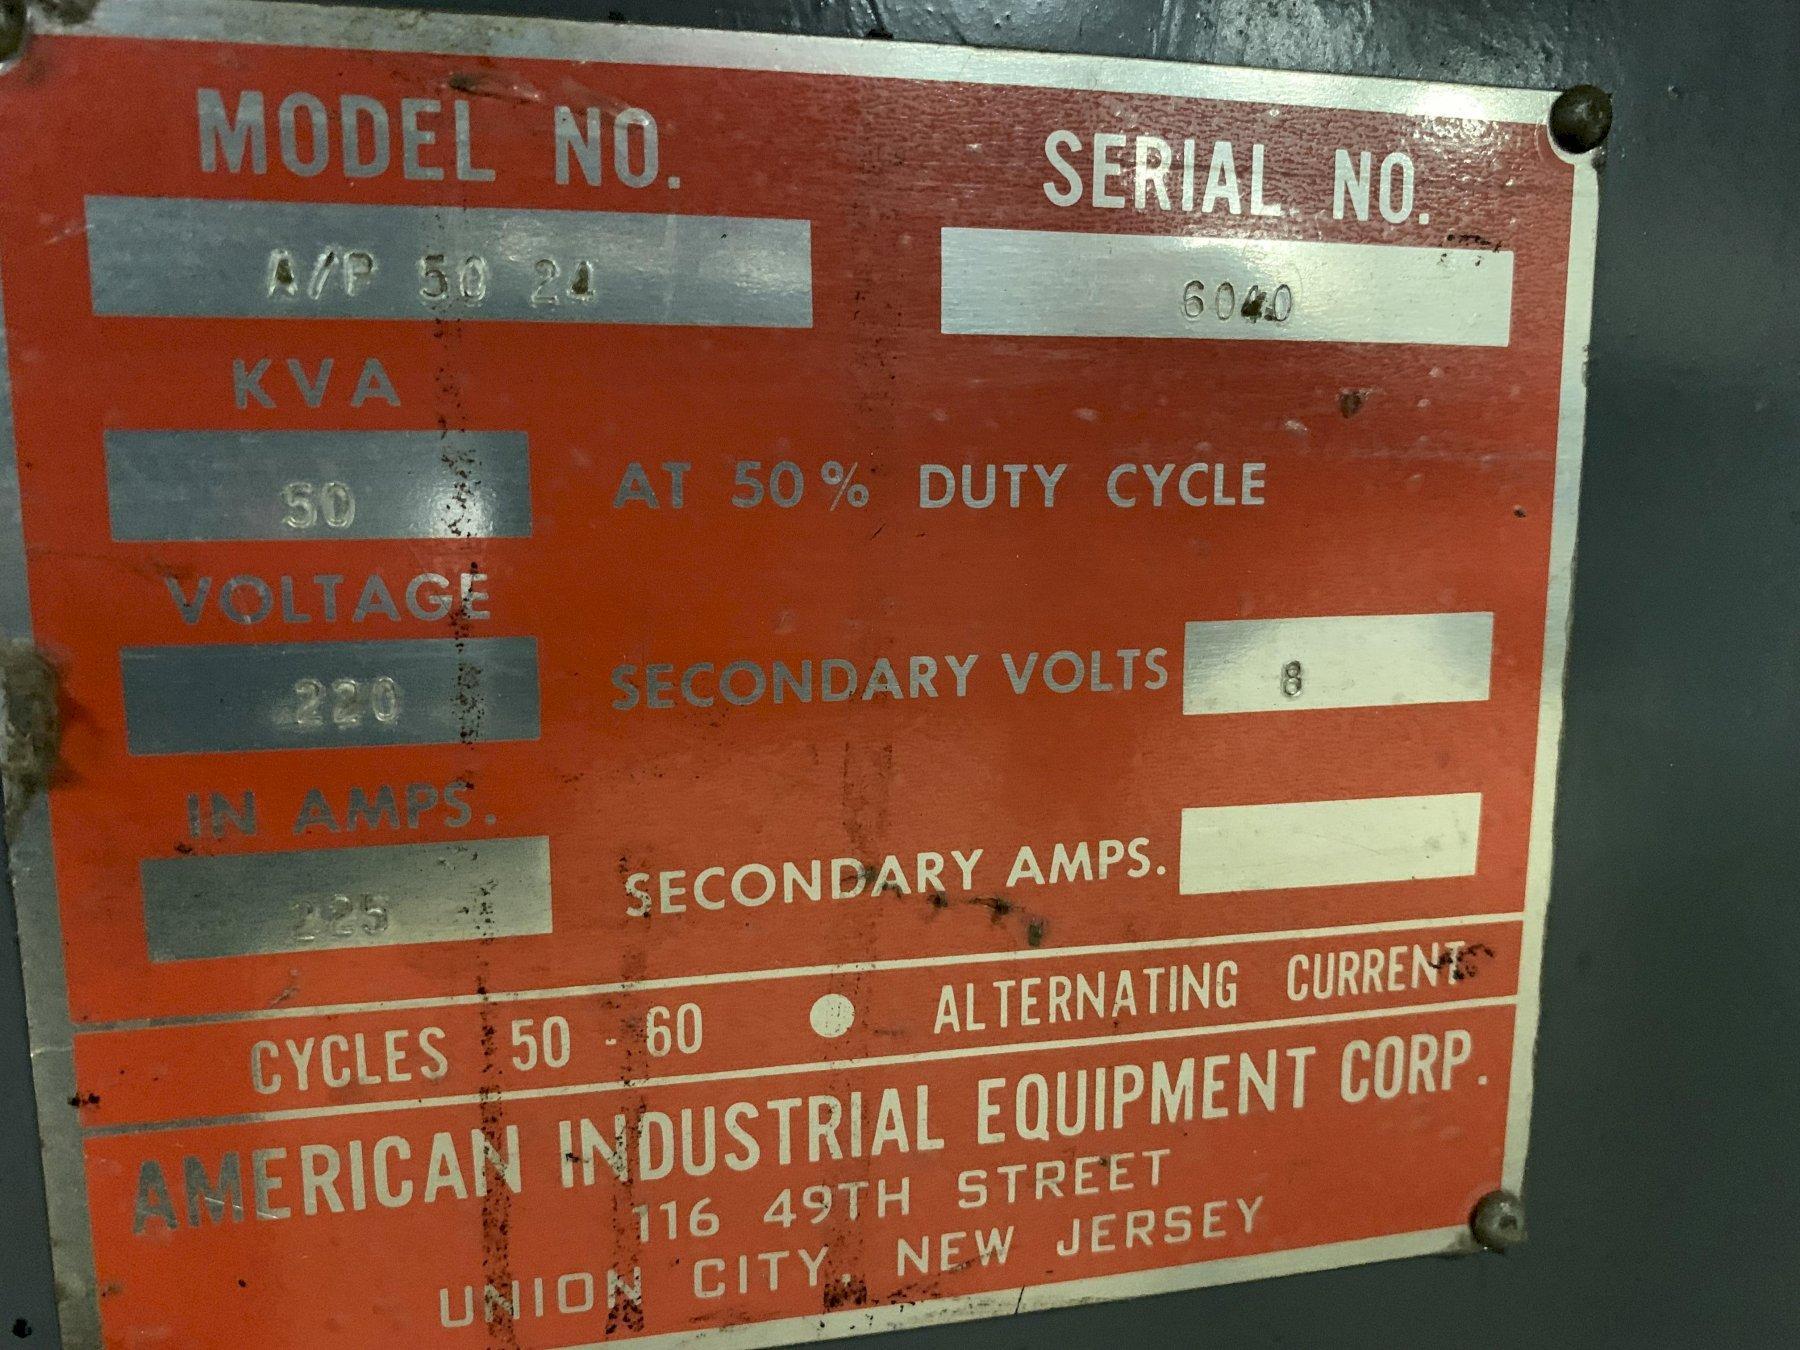 MODEL NO.
SERIAL NO.
A/P 50 24
6040
KVA
50
AT 50% DUTY CYCLE
VOLTAGE
220
SECONDARY VOLTS 8
IN AMPS.
225
SECONDARY AMPS.
CYCLES 50 - 60 ● ALTERNATING CURRENT
AMERICAN INDUSTRIAL EQUIPMENT CORP.
116 49TH STREET
UNION CITY, NEW JERSEY